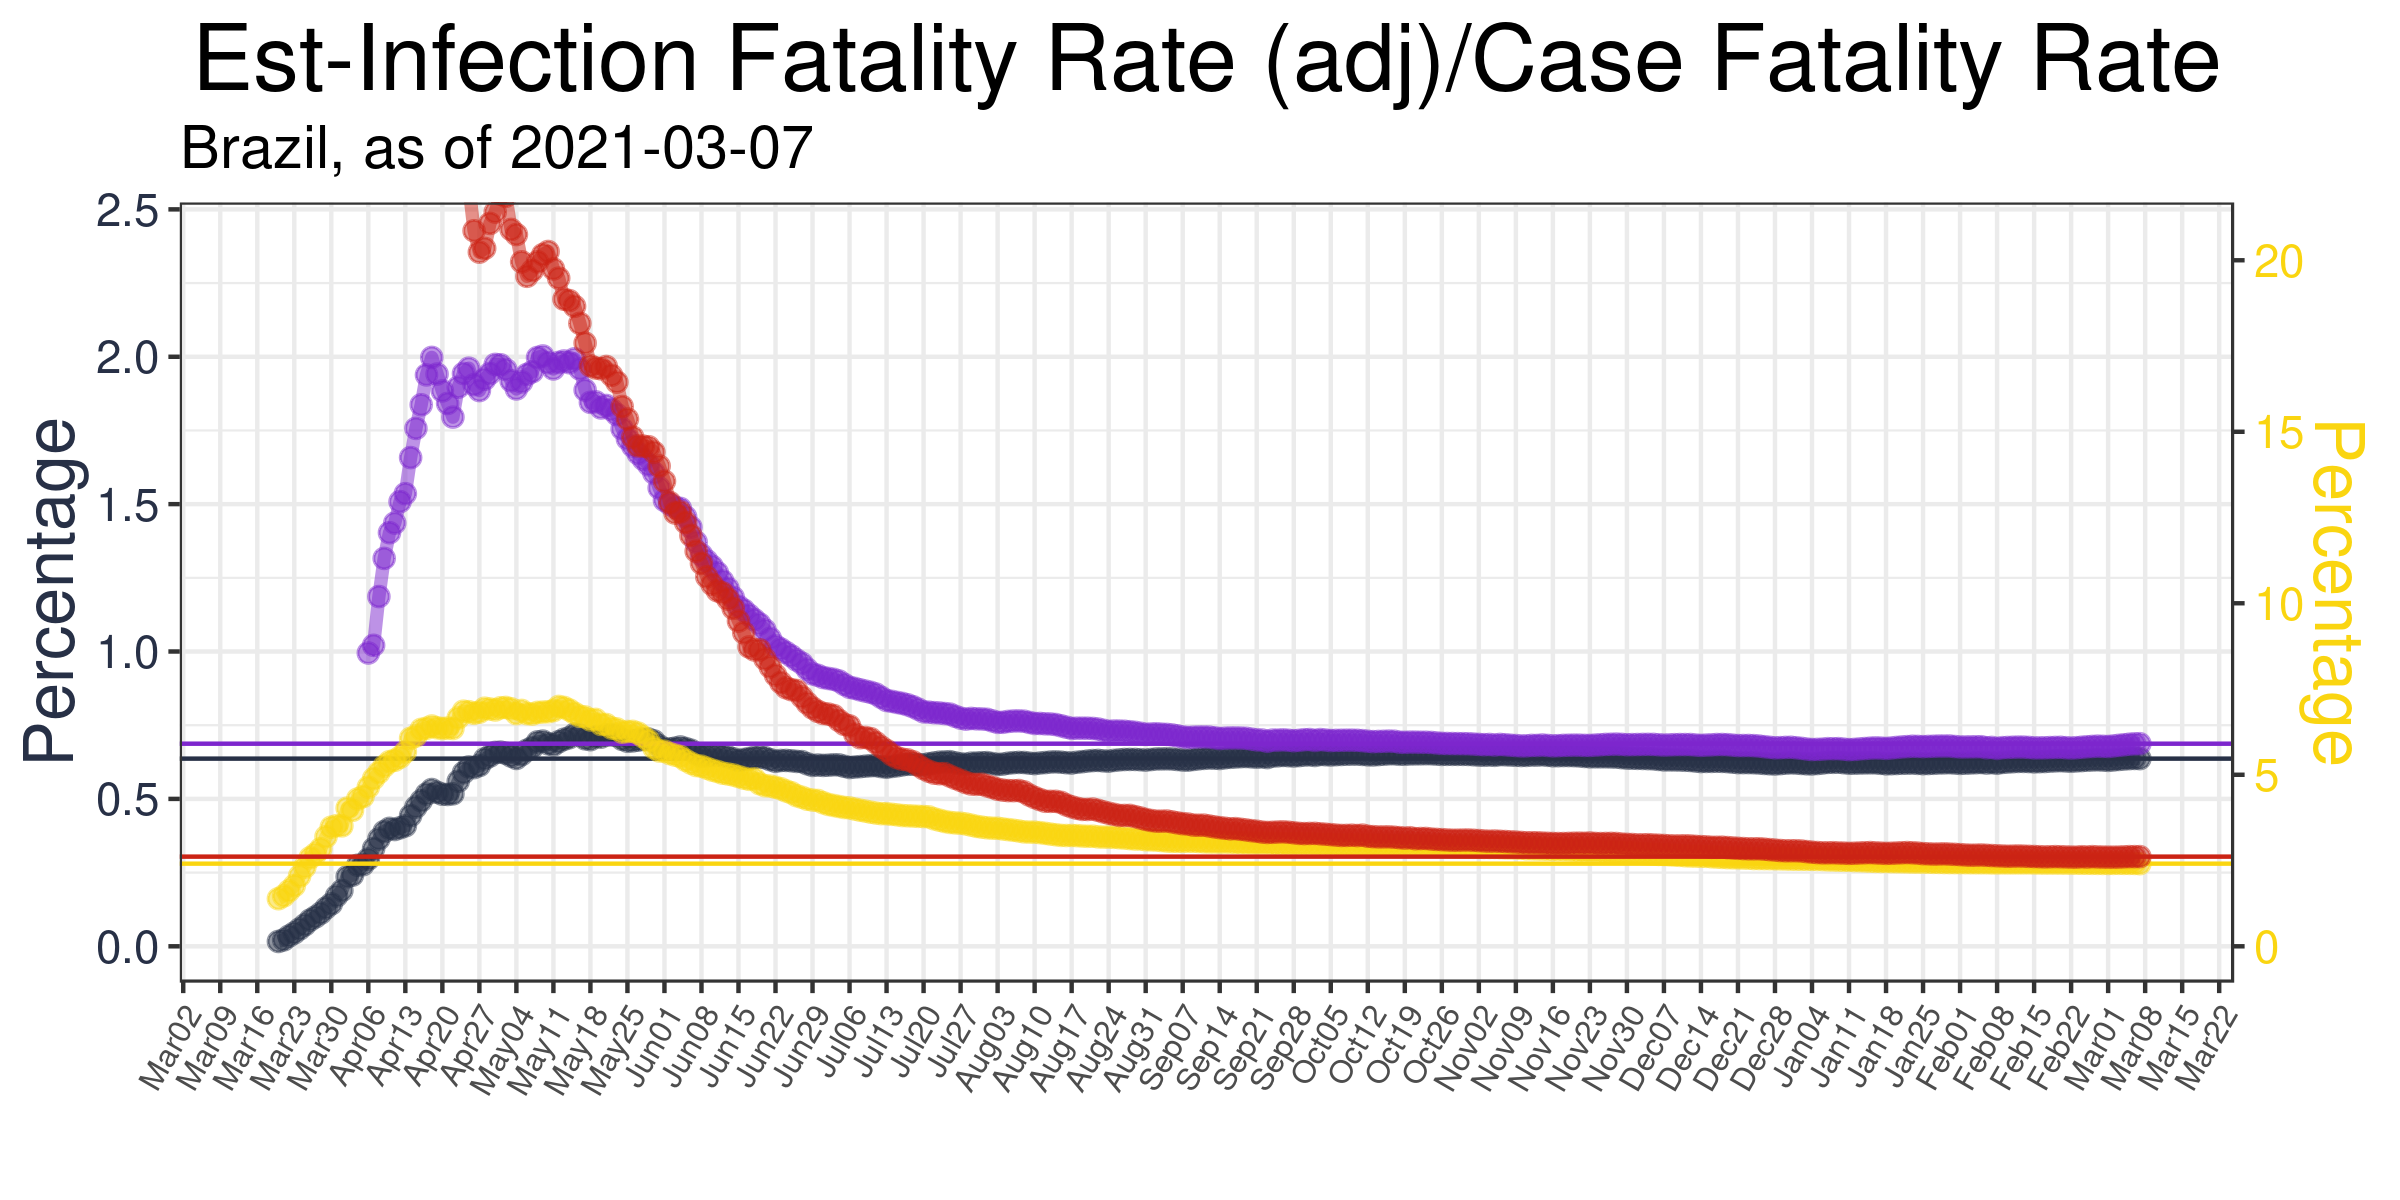 Est-Infection Fatality Rate (adj)/Case Fatality Rate
Brazil, as of 2021-03-07
Percentage
2.5
2.0
1.5
1.0
0.5
0.0
20
15
10
5
0
Percentage
Mar02
Mar09
Mar16
Mar23
Mar30
Apr06
Apr13
Apr20
Apr27
May04
May11
May18
May25
Jun01
Jun08
Jun15
Jun22
Jun29
Jul06
Jul13
Jul20
Jul27
Aug03
Aug10
Aug17
Aug24
Aug31
Sep07
Sep14
Sep21
Sep28
Oct05
Oct12
Oct19
Oct26
Nov02
Nov09
Nov16
Nov23
Nov30
Dec07
Dec14
Dec21
Dec28
Jan04
Jan11
Jan18
Jan25
Feb01
Feb08
Feb15
Feb22
Mar01
Mar08
Mar15
Mar22